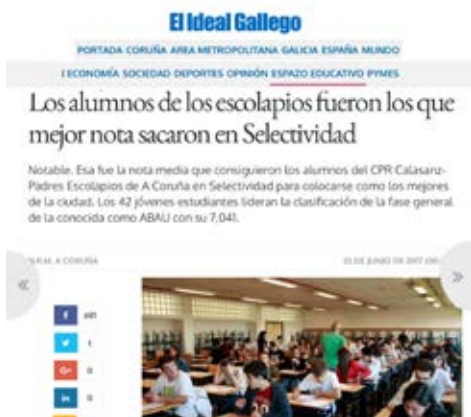 El Ideal Gallego
PORTADA CORUÑA AREA METROPOLITANA GALICIA ESPAÑA MUNDO
ECONOMÍA SOCIEDAD DEPORTES OPINIÓN ESPAZO EDUCATIVO PYMES
Los alumnos de los escolapios fueron los que
mejor nota sacaron en Selectividad
Notable. Esa fue la nota media que consiguieron los alumnos del CPR Calasanz-
Padres Escolapios de A Coruña en Selectividad para colocarse como los mejores
de la ciudad. Los 42 jóvenes estudiantes lideran la clasificación de la fase general
de la conocida como ABAU con su 7,041.
A CORUÑA
DE JUNIO DE 2017
«
»
f
t
G+
0
in